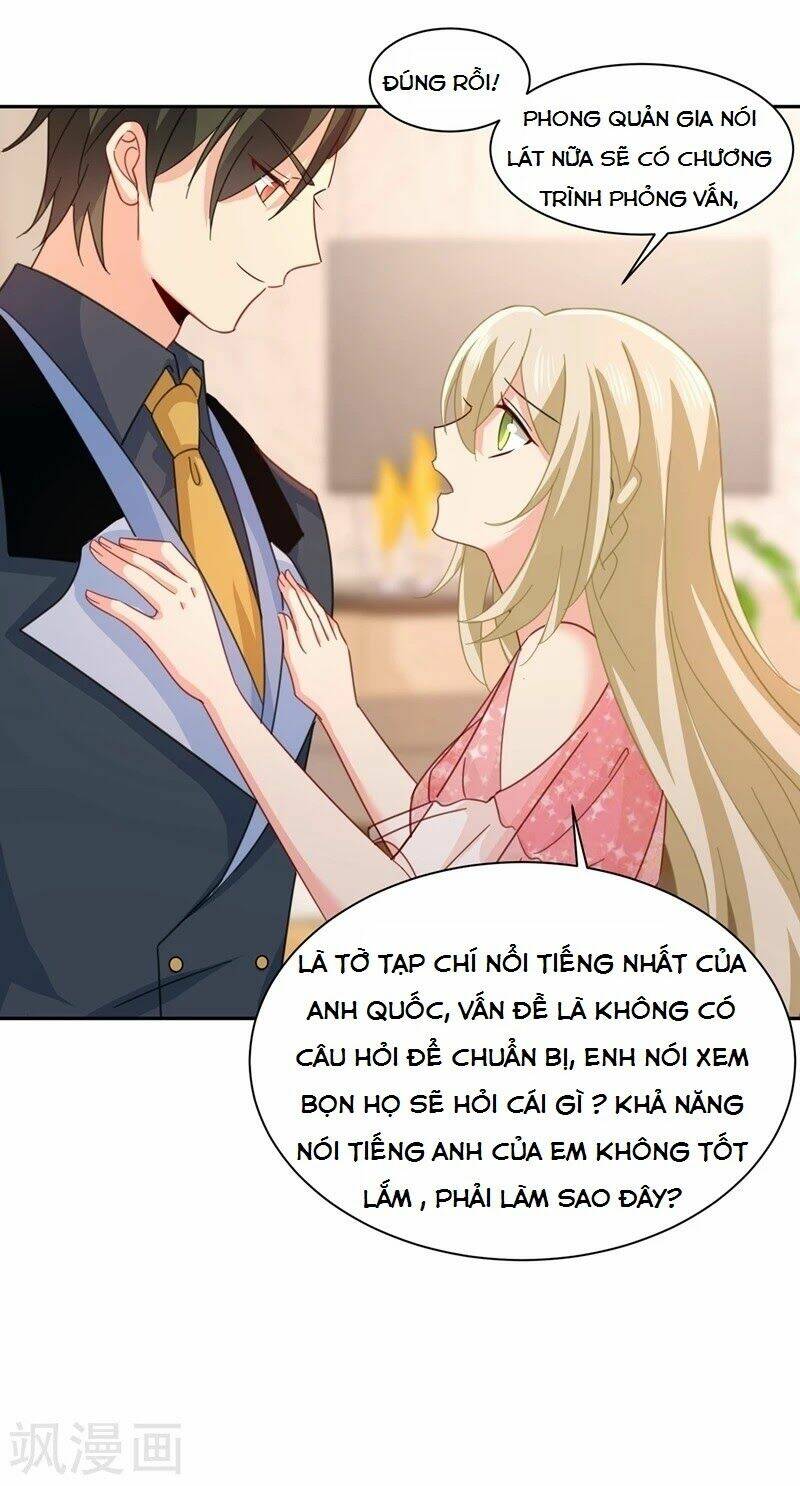 ĐÚNG RỒI!
PHONG QUẢN GIA NÓI
LÁT NỮA SẼ CÓ CHƯƠNG
TRÌNH PHỎNG VẤN,
LÀ TỜ TẠP CHÍ NỔI TIẾNG NHẤT CỦA
ANH QUỐC, VẤN ĐỀ LÀ KHÔNG CÓ
CÂU HỎI ĐỂ CHUẨN BỊ, ENH NÓI XEM
BỌN HỌ SẼ HỎI CÁI GÌ ? KHẢ NĂNG
NÓI TIẾNG ANH CỦA EM KHÔNG TỐT
LẮM , PHẢI LÀM SAO ĐÂY?
飒漫画